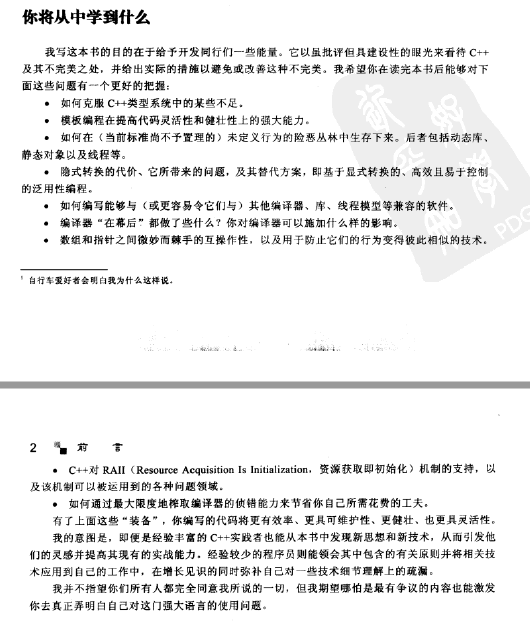 你将从中学到什么
我写这本书的目的在于给予开发同行们一些能量。它以虽批评但具建设性的眼光来看待 C++
及其不完美之处，并给出实际的措施以避免或改善这种不完美。我希望你在读完本书后能够对下
面这些问题有一个更好的把握：
● 如何克服 C++类型系统中的某些不足。
● 模板编程在提高代码灵活性和健壮性上的强大能力。
● 如何在（当前标准尚不予置理的）未定义行为的险恶丛林中生存下来。后者包括动态库、
静态对象以及线程等。
● 隐式转换的代价、它所带来的问题，及其替代方案，即基于显式转换的、高效且易于控制
的泛用性编程。
● 如何编写能够与（或更容易令它们与）其他编译器、库、线程模型等兼容的软件。
● 编译器“在幕后”都做了些什么？你对编译器可以施加什么样的影响。
● 数组和指针之间微妙而棘手的互操作性，以及用于防止它们的行为变得彼此相似的技术。
1 自行车爱好者会明白我为什么这样说。
PDG
2 前 言
● C++对 RAII（Resource Acquisition Is Initialization，资源获取即初始化）机制的支持，以
及该机制可以被运用到的各种问题领域。
● 如何通过最大限度地榨取编译器的侦错能力来节省你自己所需花费的工夫。
有了上面这些“装备”，你编写的代码将更有效率、更具可维护性、更健壮、也更具灵活性。
我的意图是，即便是经验丰富的 C++实践者也能从本书中发现新思想和新技术，从而引发他
们的灵感并提高其现有的实战能力。经验较少的程序员则能领会其中包含的有关原则并将相关技
术应用到自己的工作中，在增长见识的同时弥补自己对一些技术细节理解上的疏漏。
我并不指望你们所有人都完全同意我所说的一切，但我期望哪怕是最有争议的内容也能激发
你去真正弄明白自己对这门强大语言的使用问题。